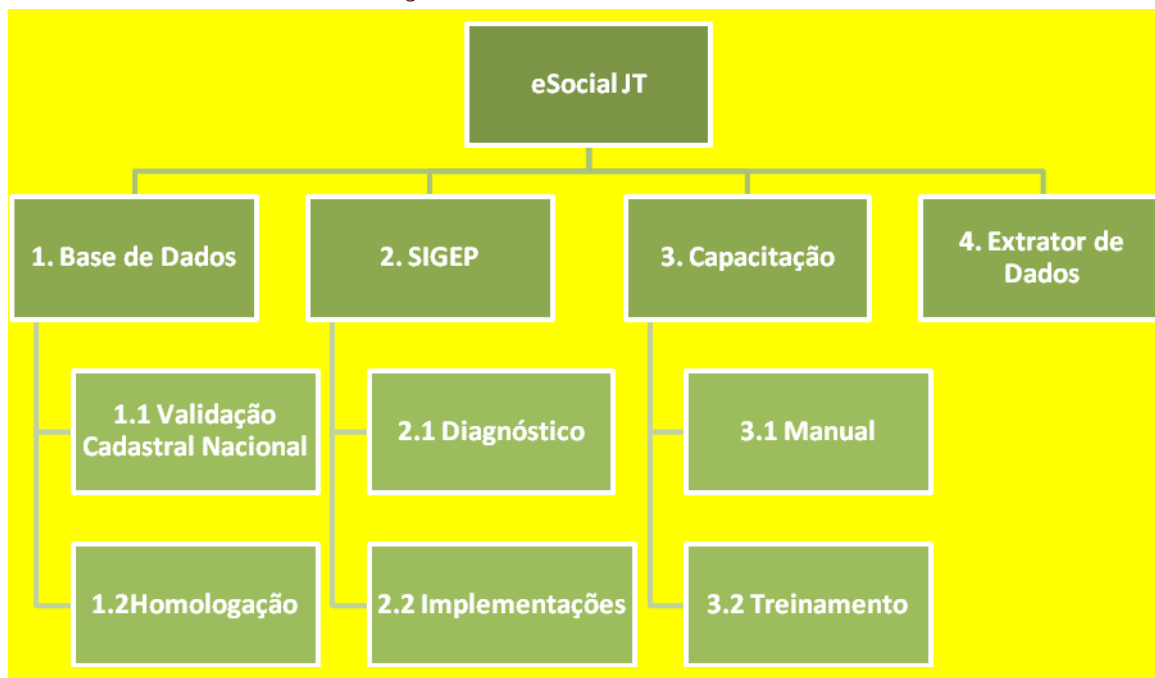 eSocial JT
1. Base de Dados
2. SIGEP
3. Capacitação
4. Extrator de
Dados
1.1 Validação
Cadastral Nacional
2.1 Diagnóstico
3.1 Manual
1.2Homologação
2.2 Implementações
3.2 Treinamento